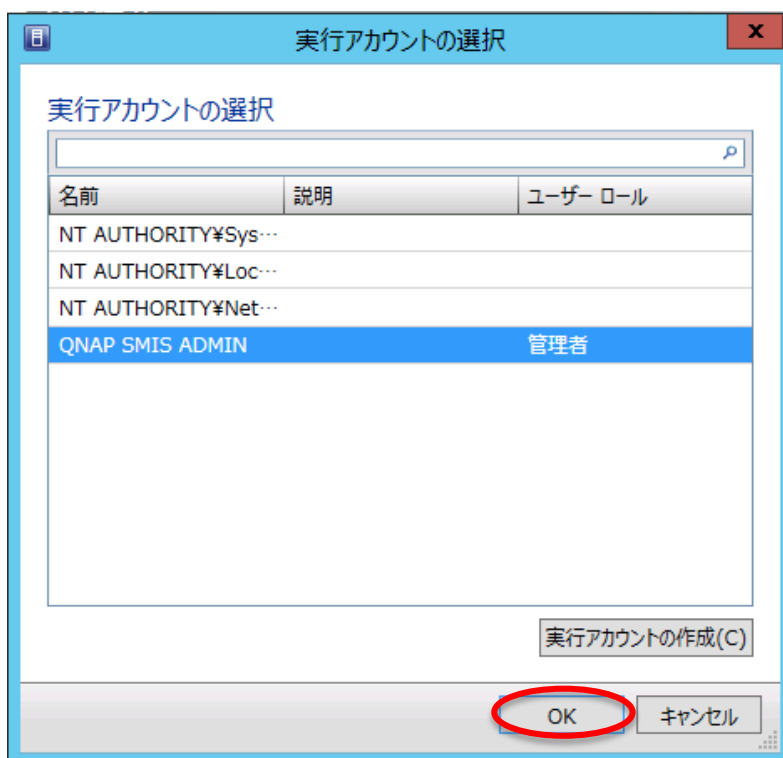 実行アカウントの選択
x
実行アカウントの選択
名前 説明 ユーザー ロール
NT AUTHORITY¥Sys…
NT AUTHORITY¥Loc…
NT AUTHORITY¥Net…
QNAP SMIS ADMIN 管理者
実行アカウントの作成(C)
OK キャンセル